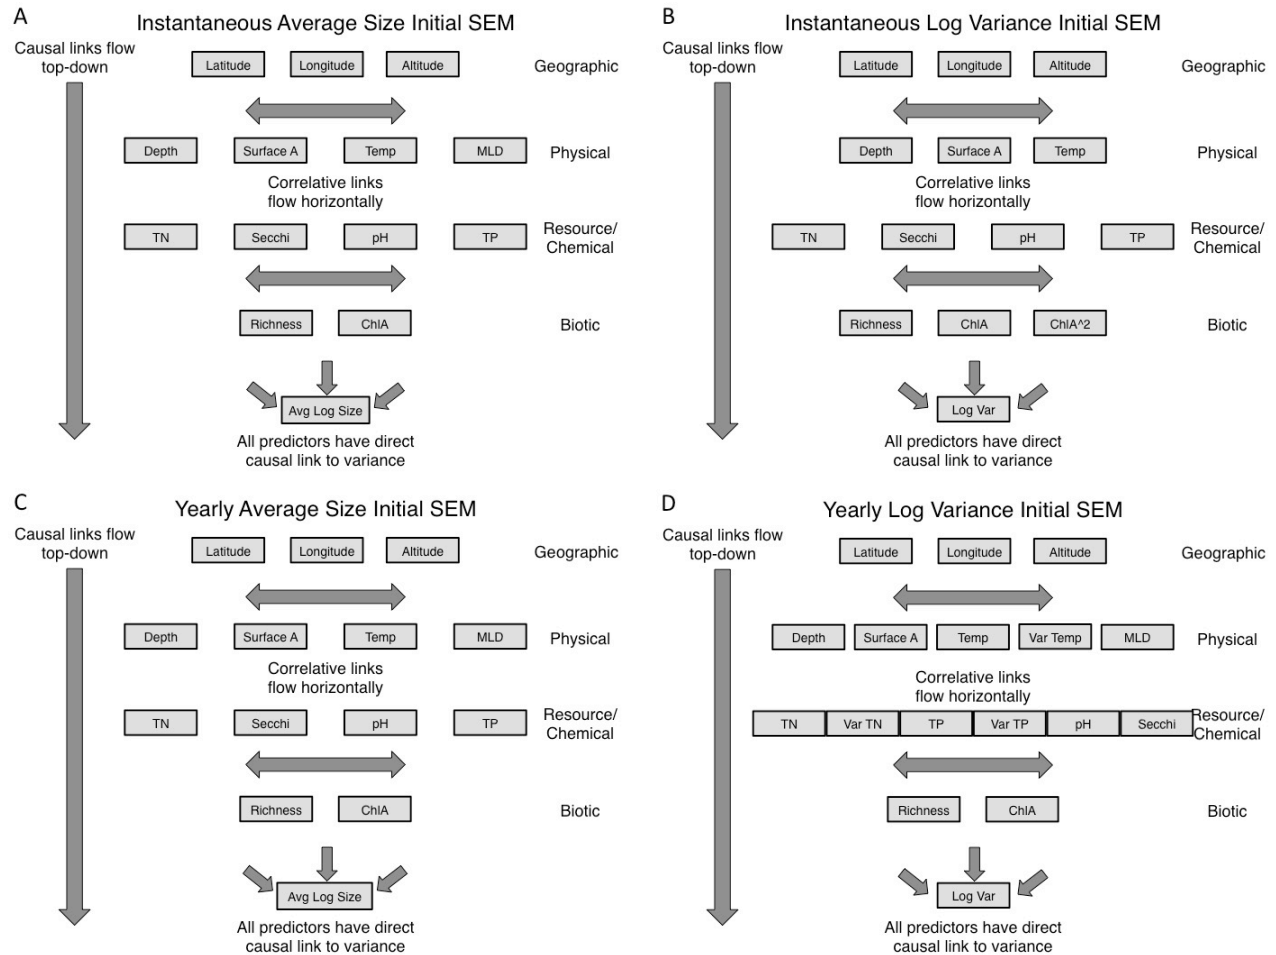 A
Instantaneous Average Size Initial SEM
Causal links flow
top-down
Latitude Longitude Altitude Geographic
Depth Surface A Temp MLD Physical
Correlative links
flow horizontally
TN Secchi pH TP Resource/
Chemical
Richness ChlA Biotic
Avg Log Size
All predictors have direct
causal link to variance
B
Instantaneous Log Variance Initial SEM
Causal links flow
top-down
Latitude Longitude Altitude Geographic
Depth Surface A Temp Physical
Correlative links
flow horizontally
TN Secchi pH TP Resource/
Chemical
Richness ChlA ChlA^2 Biotic
Log Var
All predictors have direct
causal link to variance
C
Yearly Average Size Initial SEM
Causal links flow
top-down
Latitude Longitude Altitude Geographic
Depth Surface A Temp MLD Physical
Correlative links
flow horizontally
TN Secchi pH TP Resource/
Chemical
Richness ChlA Biotic
Avg Log Size
All predictors have direct
causal link to variance
D
Yearly Log Variance Initial SEM
Causal links flow
top-down
Latitude Longitude Altitude Geographic
Depth Surface A Temp Var Temp MLD Physical
Correlative links
flow horizontally
TN Var TN TP Var TP pH Secchi Resource/
Chemical
Richness ChlA Biotic
Log Var
All predictors have direct
causal link to variance